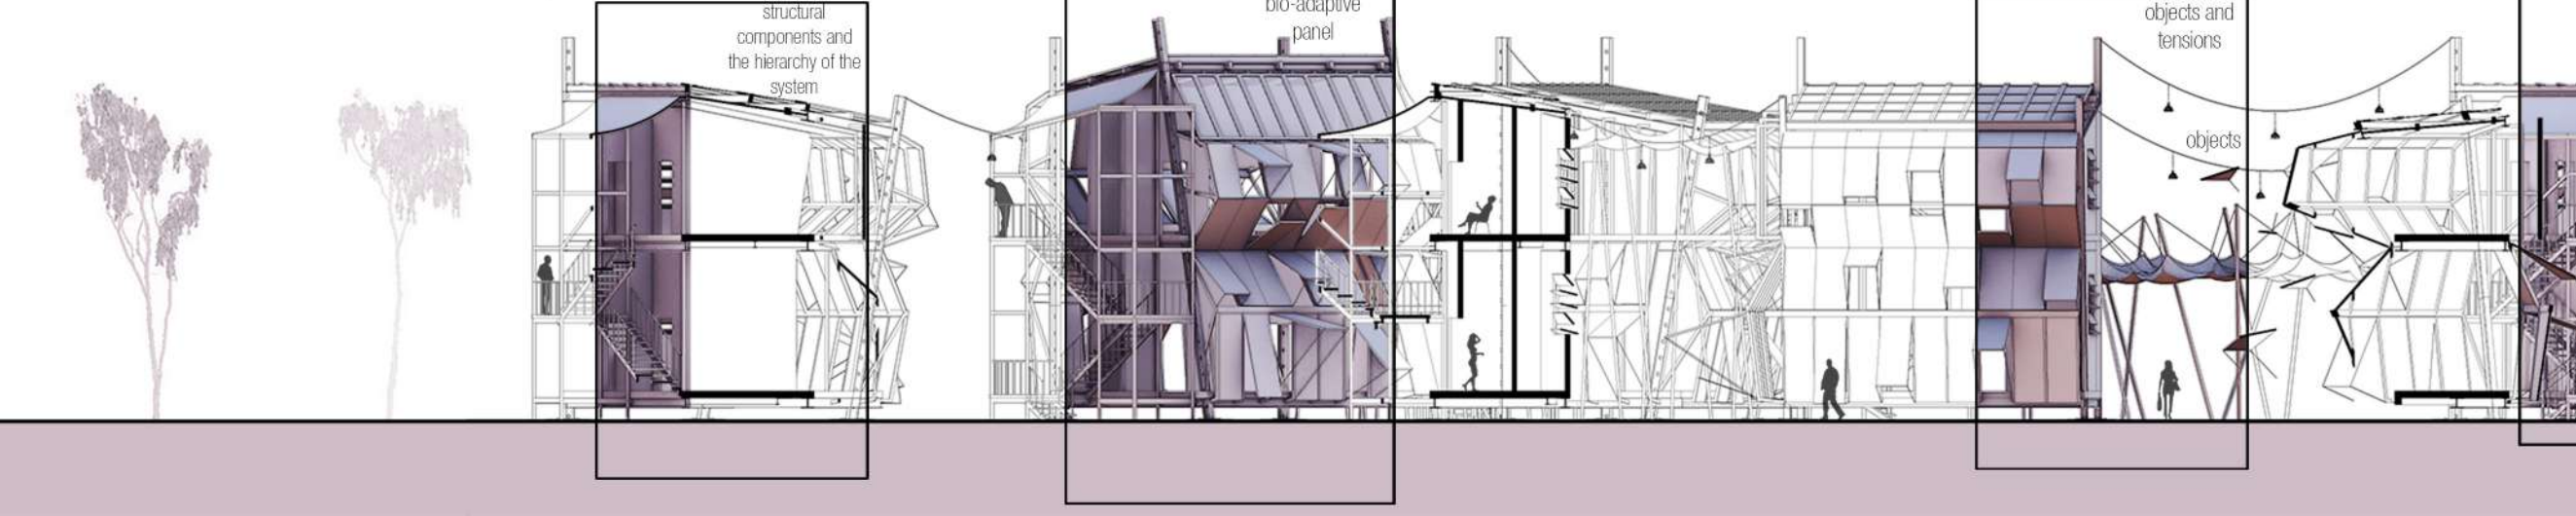 structural
components and
the hierarchy of the
system
bio-adaptive
panel
objects and
tensions
objects